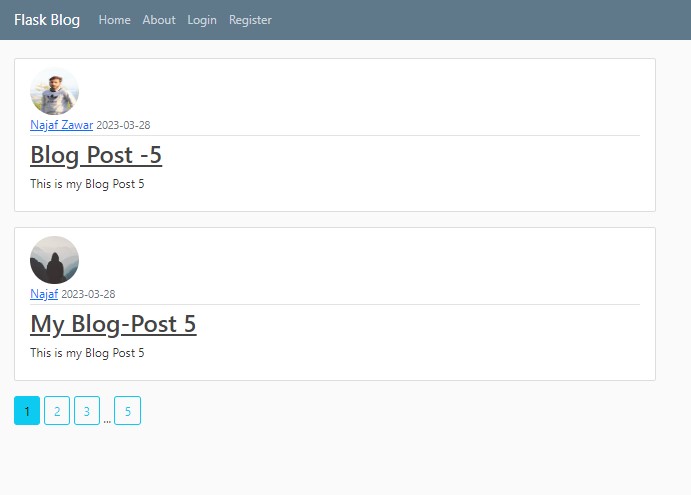 Flask Blog Home About Login Register
Najaf Zawar 2023-03-28
Blog Post -5
This is my Blog Post 5
Najaf 2023-03-28
My Blog-Post 5
This is my Blog Post 5
1 2 3 ... 5